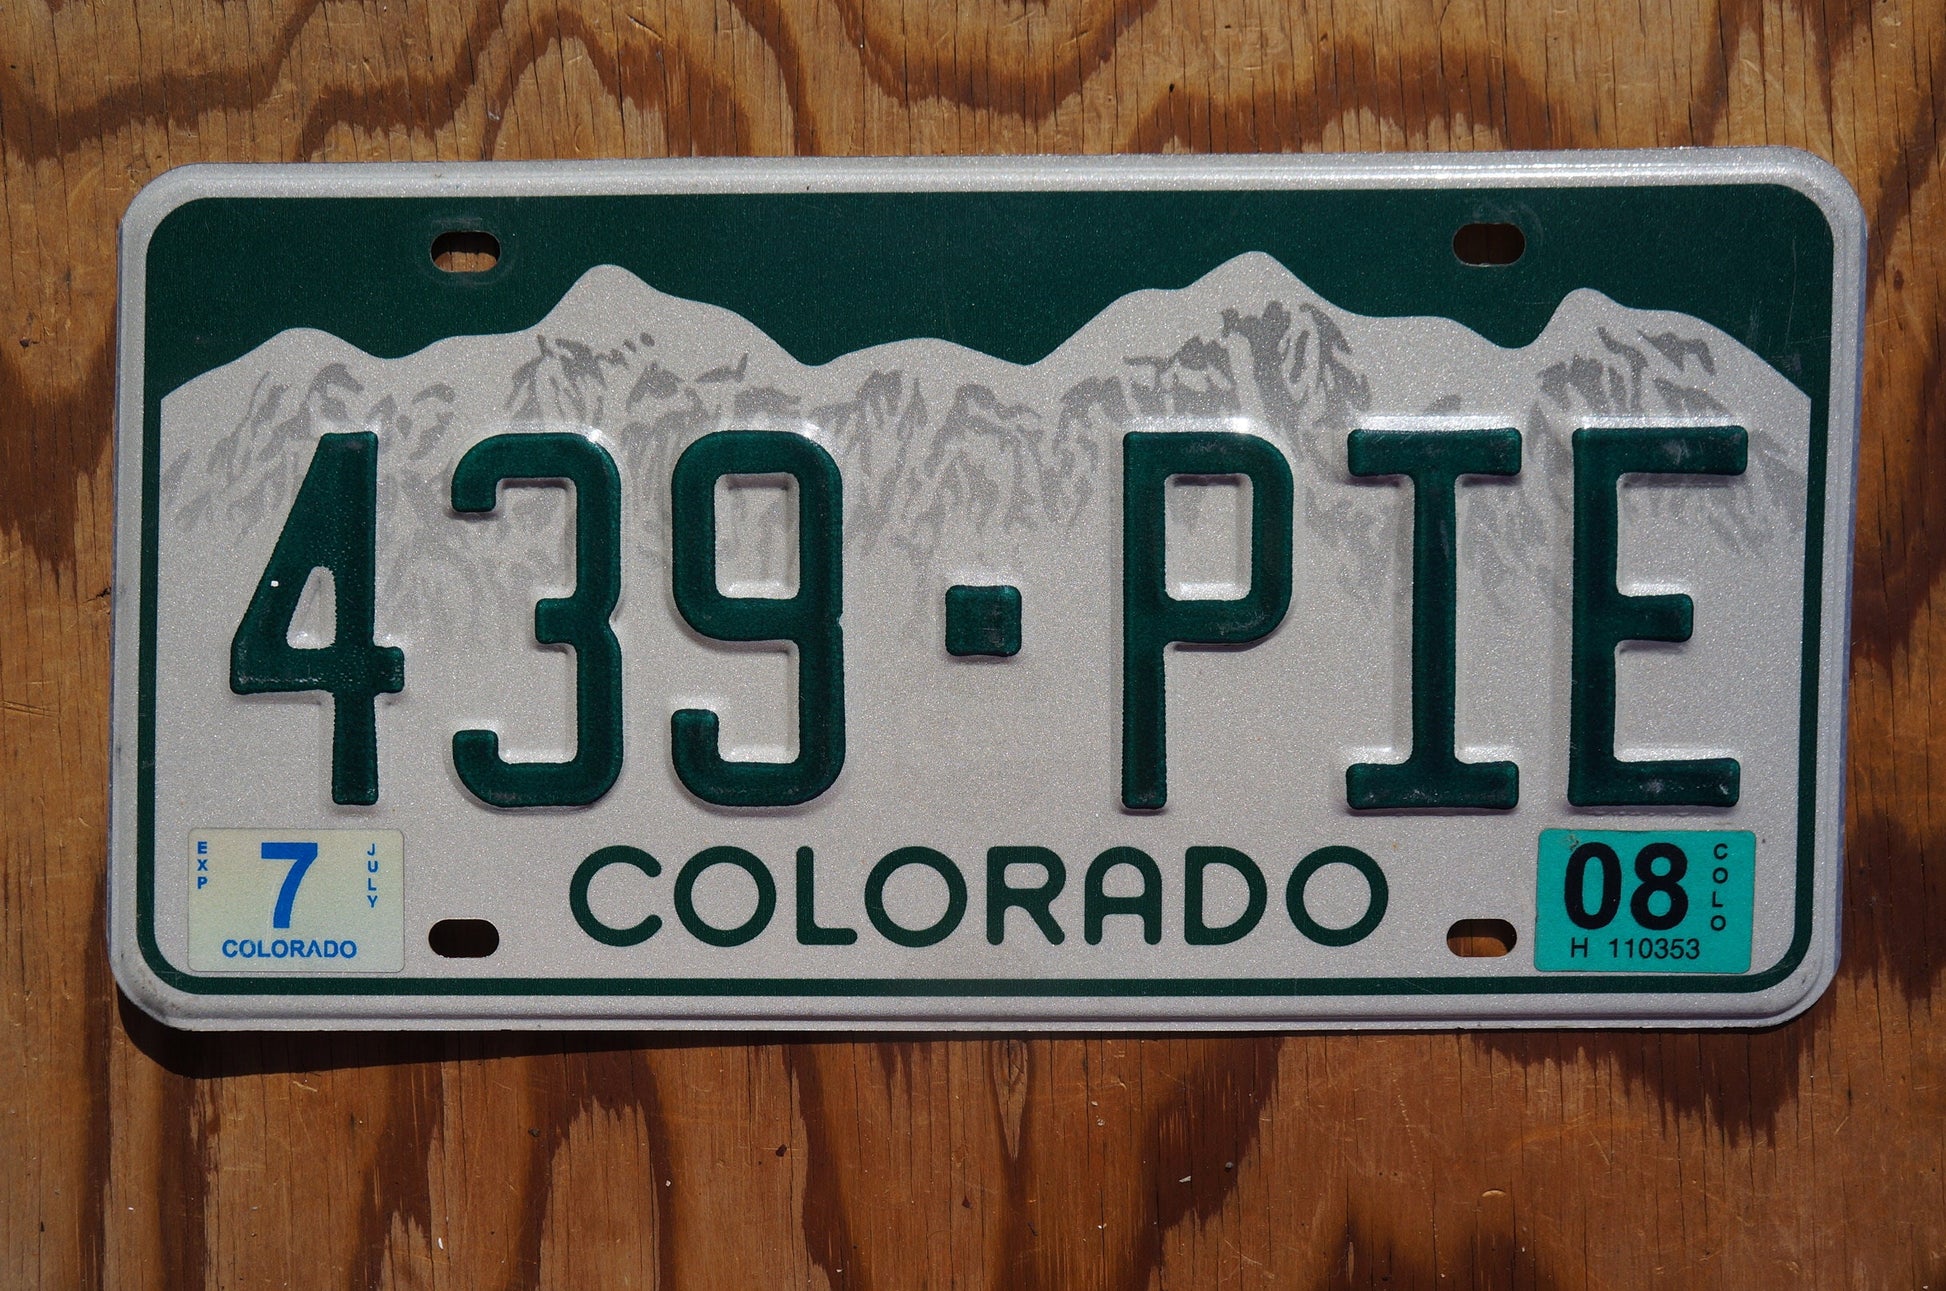 439·PIE
EXP 7 JULY
COLORADO
COLORADO
08 COLO
H 110353